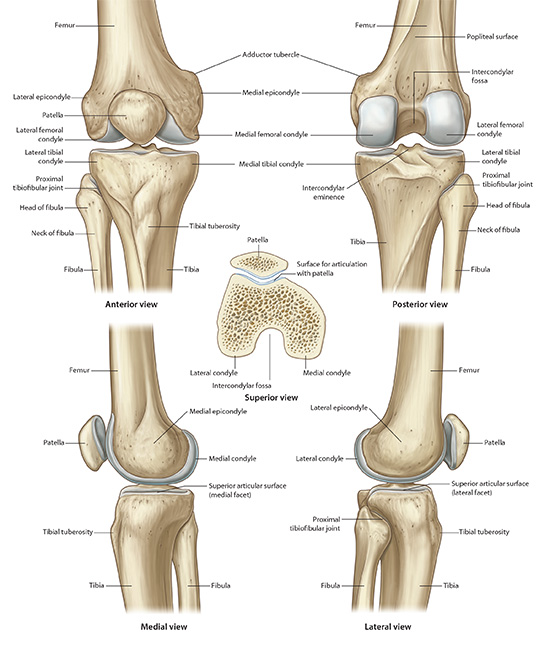 Femur
Lateral epicondyle
Patella
Lateral femoral
condyle
Lateral tibial
condyle
Proximal
tibiofibular joint
Head of fibula
Neck of fibula
Fibula
Tibial tuberosity
Tibia
Anterior view
Adductor tubercle
Medial epicondyle
Medial femoral condyle
Medial tibial condyle
Intercondylar
eminence
Femur
Popliteal surface
Intercondylar
fossa
Lateral femoral
condyle
Lateral tibial
condyle
Proximal
tibiofibular joint
Head of fibula
Neck of fibula
Tibia
Fibula
Posterior view
Patella
Surface for articulation
with patella
Lateral condyle
Medial condyle
Intercondylar fossa
Superior view
Femur
Medial epicondyle
Patella
Medial condyle
Superior articular surface
(medial facet)
Tibial tuberosity
Tibia
Fibula
Medial view
Femur
Lateral epicondyle
Patella
Lateral condyle
Superior articular surface
(lateral facet)
Proximal
tibiofibular joint
Tibial tuberosity
Fibula
Tibia
Lateral view